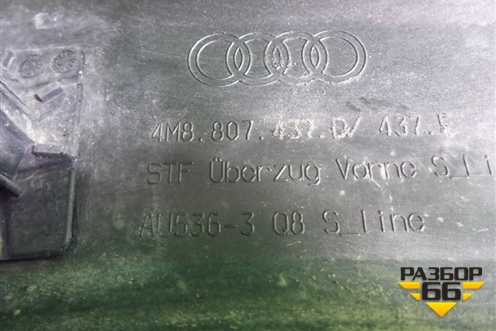 4M8.807.437.D/ 437.E
STF Überzug Vorne S_Li
AU536-3 Q8 S_line
РАЗБОР
66